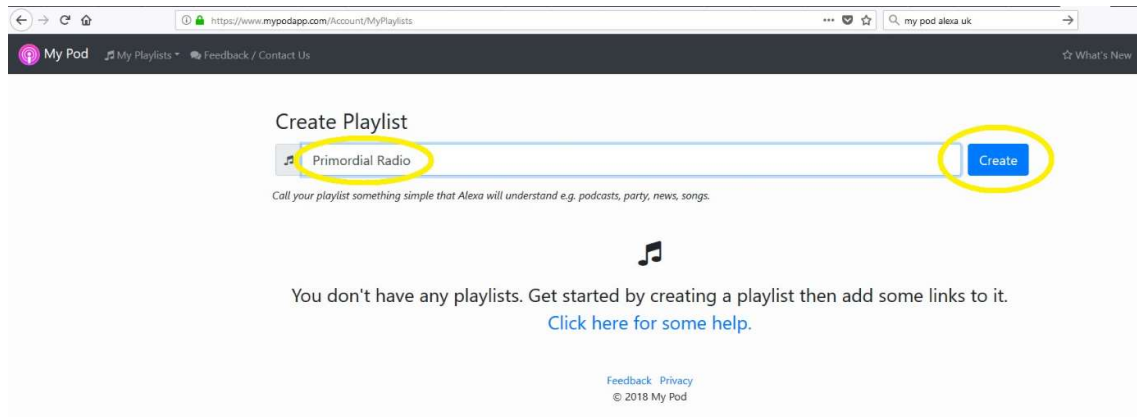 https://www.mypodapp.com/Account/MyPlaylists my pod alexa uk
My Pod My Playlists Feedback / Contact Us What's New
Create Playlist
Primordial Radio Create
Call your playlist something simple that Alexa will understand e.g. podcasts, party, news, songs.
You don't have any playlists. Get started by creating a playlist then add some links to it.
Click here for some help.
Feedback Privacy
© 2018 My Pod